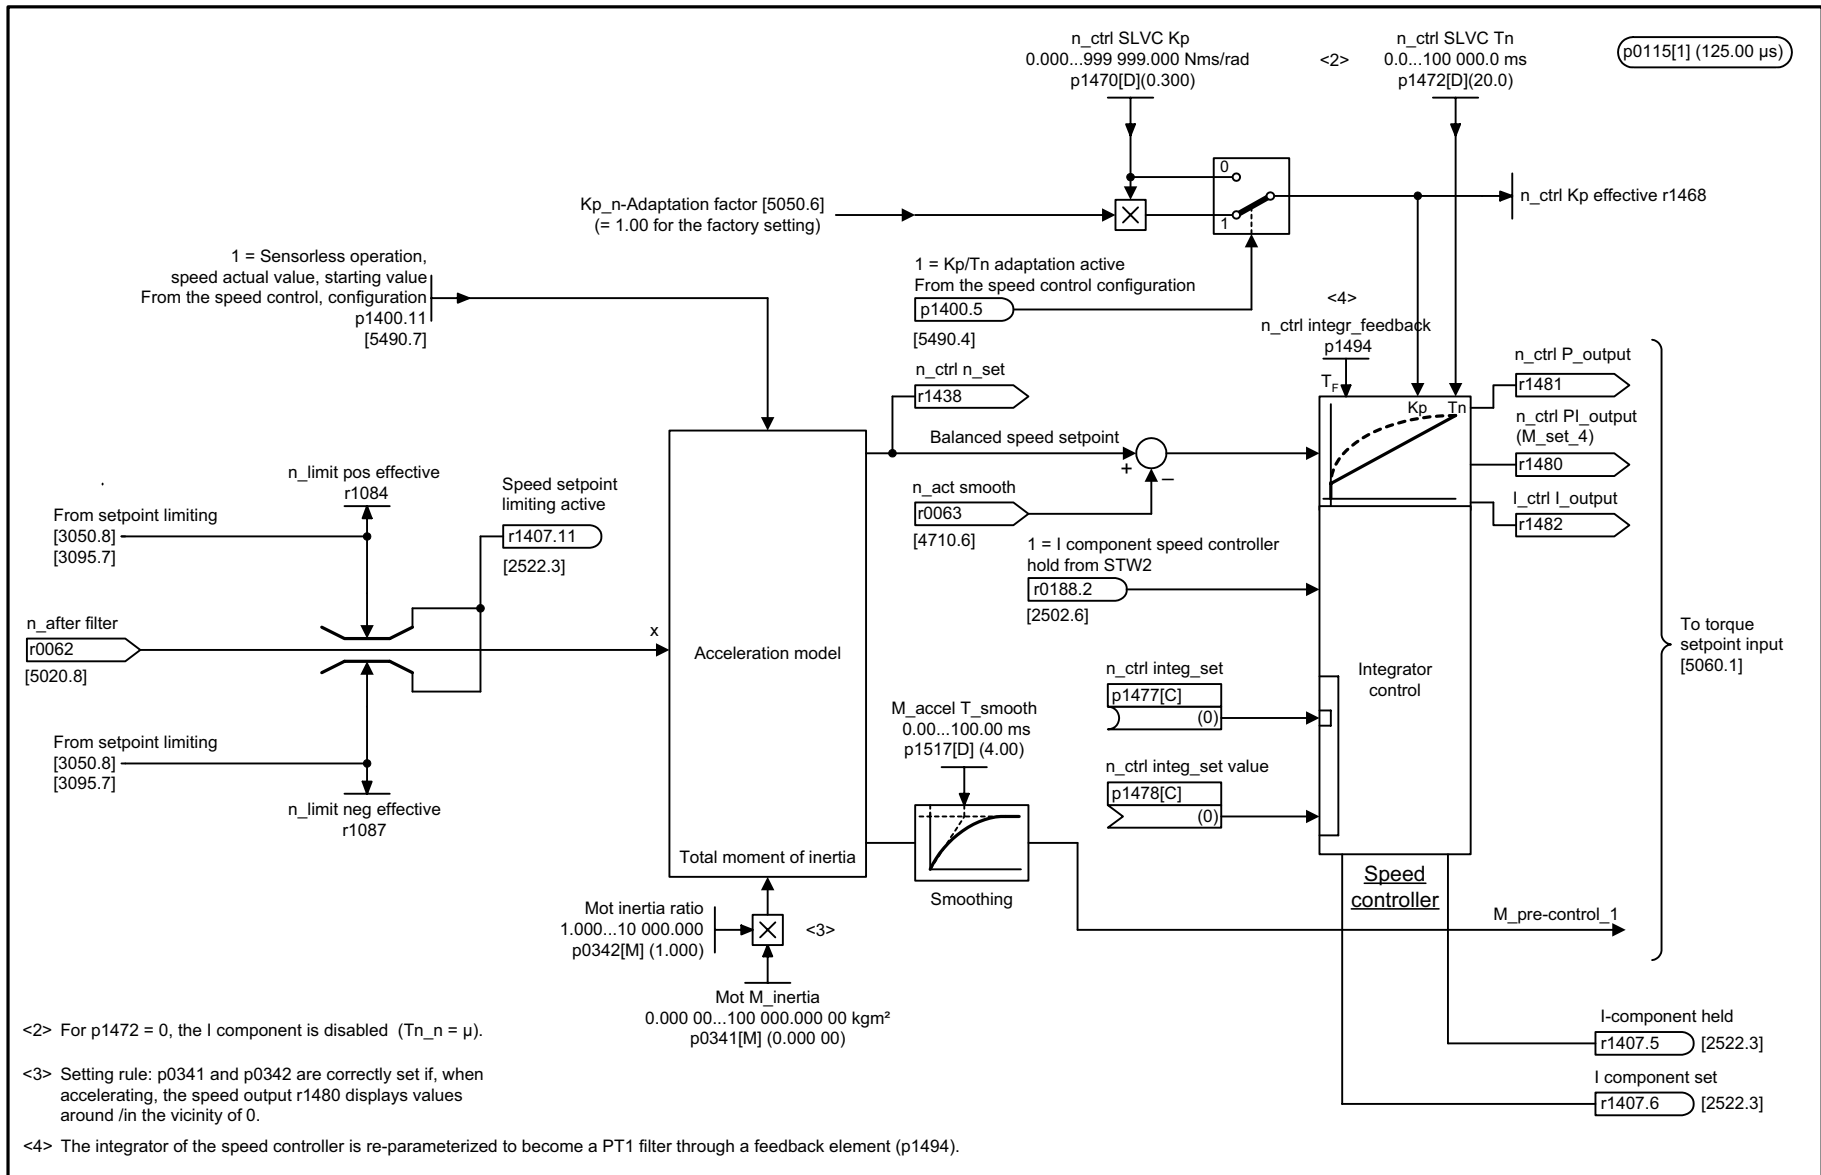 n_ctrl SLVC Kp
0.000...999 999.000 Nms/rad
p1470[D](0.300)
<2>
n_ctrl SLVC Tn
0.0...100 000.0 ms
p1472[D](20.0)
p0115[1] (125.00 µs)
0
1
Kp_n-Adaptation factor [5050.6]
(= 1.00 for the factory setting)
n_ctrl Kp effective r1468
1 = Sensorless operation,
speed actual value, starting value
From the speed control, configuration
p1400.11
[5490.7]
1 = Kp/Tn adaptation active
From the speed control configuration
p1400.5
[5490.4]
<4>
n_ctrl integr_feedback
p1494
T_F
Kp
Tn
n_ctrl n_set
r1438
n_ctrl P_output
r1481
n_ctrl PI_output
(M_set_4)
r1480
I_ctrl I_output
r1482
Balanced speed setpoint
+
–
n_act smooth
r0063
[4710.6]
n_limit pos effective
r1084
From setpoint limiting
[3050.8]
[3095.7]
Speed setpoint
limiting active
r1407.11
[2522.3]
1 = I component speed controller
hold from STW2
r0188.2
[2502.6]
n_after filter
r0062
[5020.8]
x
Acceleration model
Integrator
control
To torque
setpoint input
[5060.1]
n_ctrl integ_set
p1477[C]
(0)
M_accel T_smooth
0.00...100.00 ms
p1517[D] (4.00)
From setpoint limiting
[3050.8]
[3095.7]
n_limit neg effective
r1087
n_ctrl integ_set value
p1478[C]
(0)
Total moment of inertia
Smoothing
Speed
controller
Mot inertia ratio
1.000...10 000.000
p0342[M] (1.000)
<3>
M_pre-control_1
Mot M_inertia
0.000 00...100 000.000 00 kgm²
p0341[M] (0.000 00)
I-component held
r1407.5
[2522.3]
I component set
r1407.6
[2522.3]
<2> For p1472 = 0, the I component is disabled (Tn_n = µ).
<3> Setting rule: p0341 and p0342 are correctly set if, when
accelerating, the speed output r1480 displays values
around /in the vicinity of 0.
<4> The integrator of the speed controller is re-parameterized to become a PT1 filter through a feedback element (p1494).